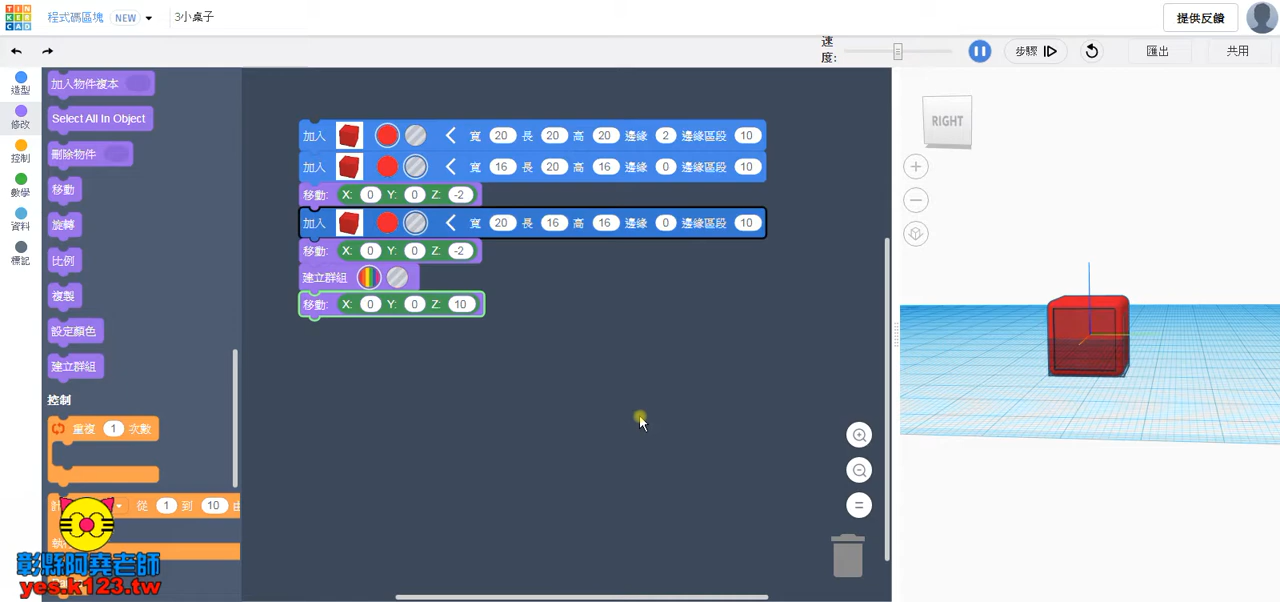 TIN
KER
CAD
程式碼區塊 NEW
3小桌子
提供反饋
速度:
步驟
匯出
共用
造型
修改
控制
數學
資料
標記
加入物件複本
Select All In Object
刪除物件
移動
旋轉
比例
複製
設定顏色
建立群組
控制
重複 1 次數
從 1 到 10 由
加入 寬 20 長 20 高 20 邊緣 2 邊緣區段 10
加入 寬 16 長 20 高 16 邊緣 0 邊緣區段 10
移動: X: 0 Y: 0 Z: -2
加入 寬 20 長 16 高 16 邊緣 0 邊緣區段 10
移動: X: 0 Y: 0 Z: -2
建立群組
移動: X: 0 Y: 0 Z: 10
RIGHT
彰縣阿堯老師
yes.k123.tw